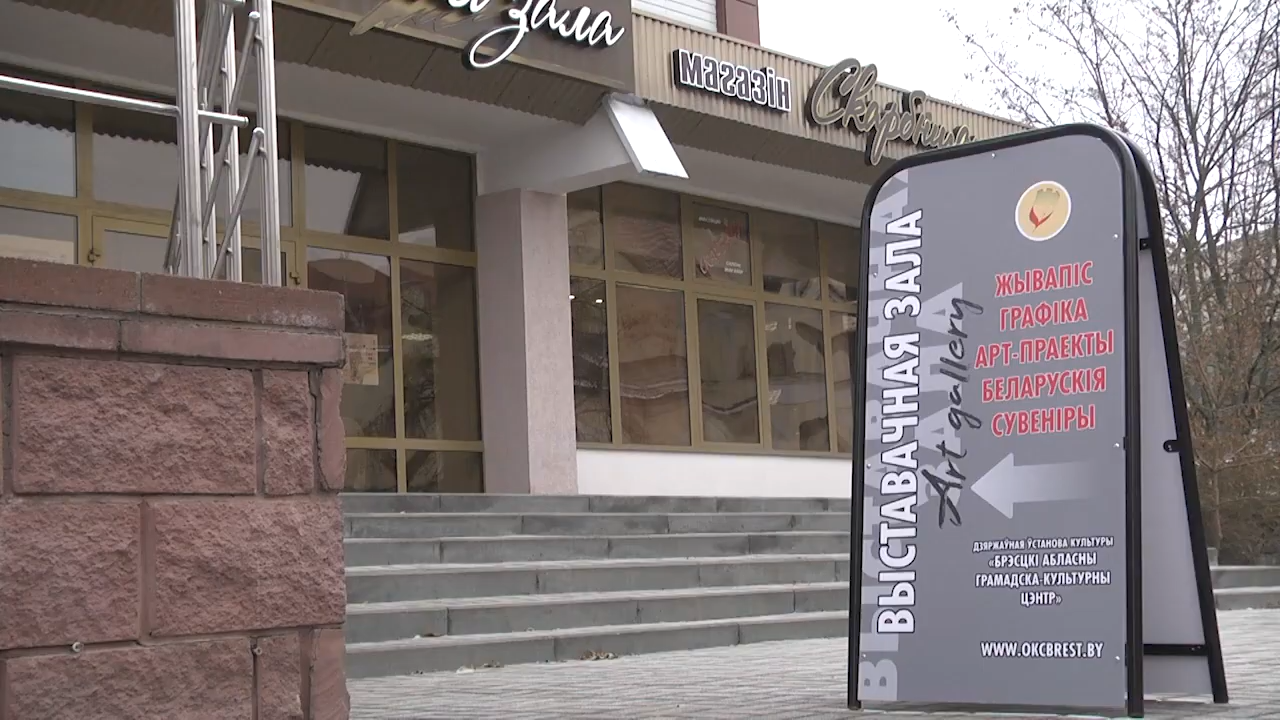 зала
магазін
Скарбніца
ВЫСТАВАЧНАЯ ЗАЛА
Art gallery
ЖЫВАПІС
ГРАФІКА
АРТ-ПРАЕКТЫ
БЕЛАРУСКІЯ
СУВЕНІРЫ
ДЗЯРЖАЎНАЯ ЎСТАНОВА КУЛЬТУРЫ
«БРЭСЦКІ АБЛАСНЫ
ГРАМАДСКА-КУЛЬТУРНЫ
ЦЭНТР»
WWW.OKCBREST.BY